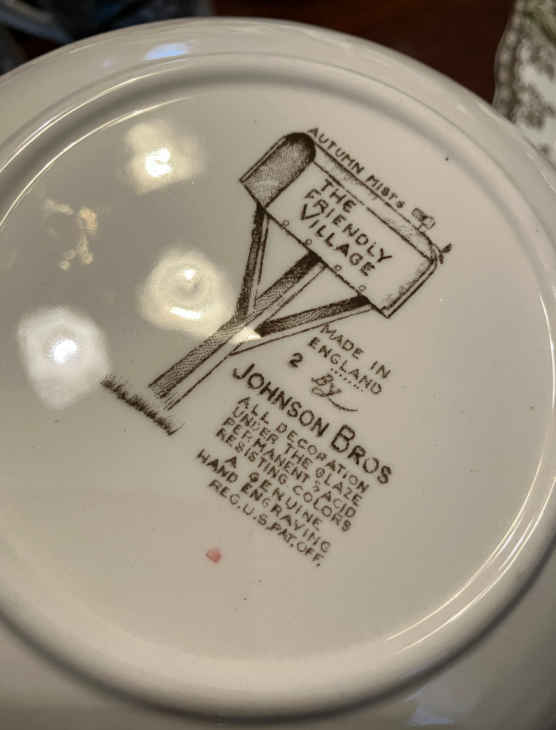 AUTUMN MISTS
THE
FRIENDLY
VILLAGE
MADE IN
ENGLAND
2 By
JOHNSON BROS
ALL DECORATION
UNDER THE GLAZE
PERMANENT & ACID
RESISTING COLORS
A GENUINE
HAND ENGRAVING
REG. U.S. PAT. OFF.